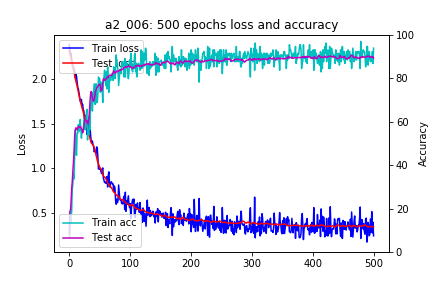 a2_006: 500 epochs loss and accuracy
Train loss
Test loss
Train acc
Test acc
Loss
2.0
1.5
1.0
0.5
Accuracy
100
80
60
40
20
0
0
100
200
300
400
500